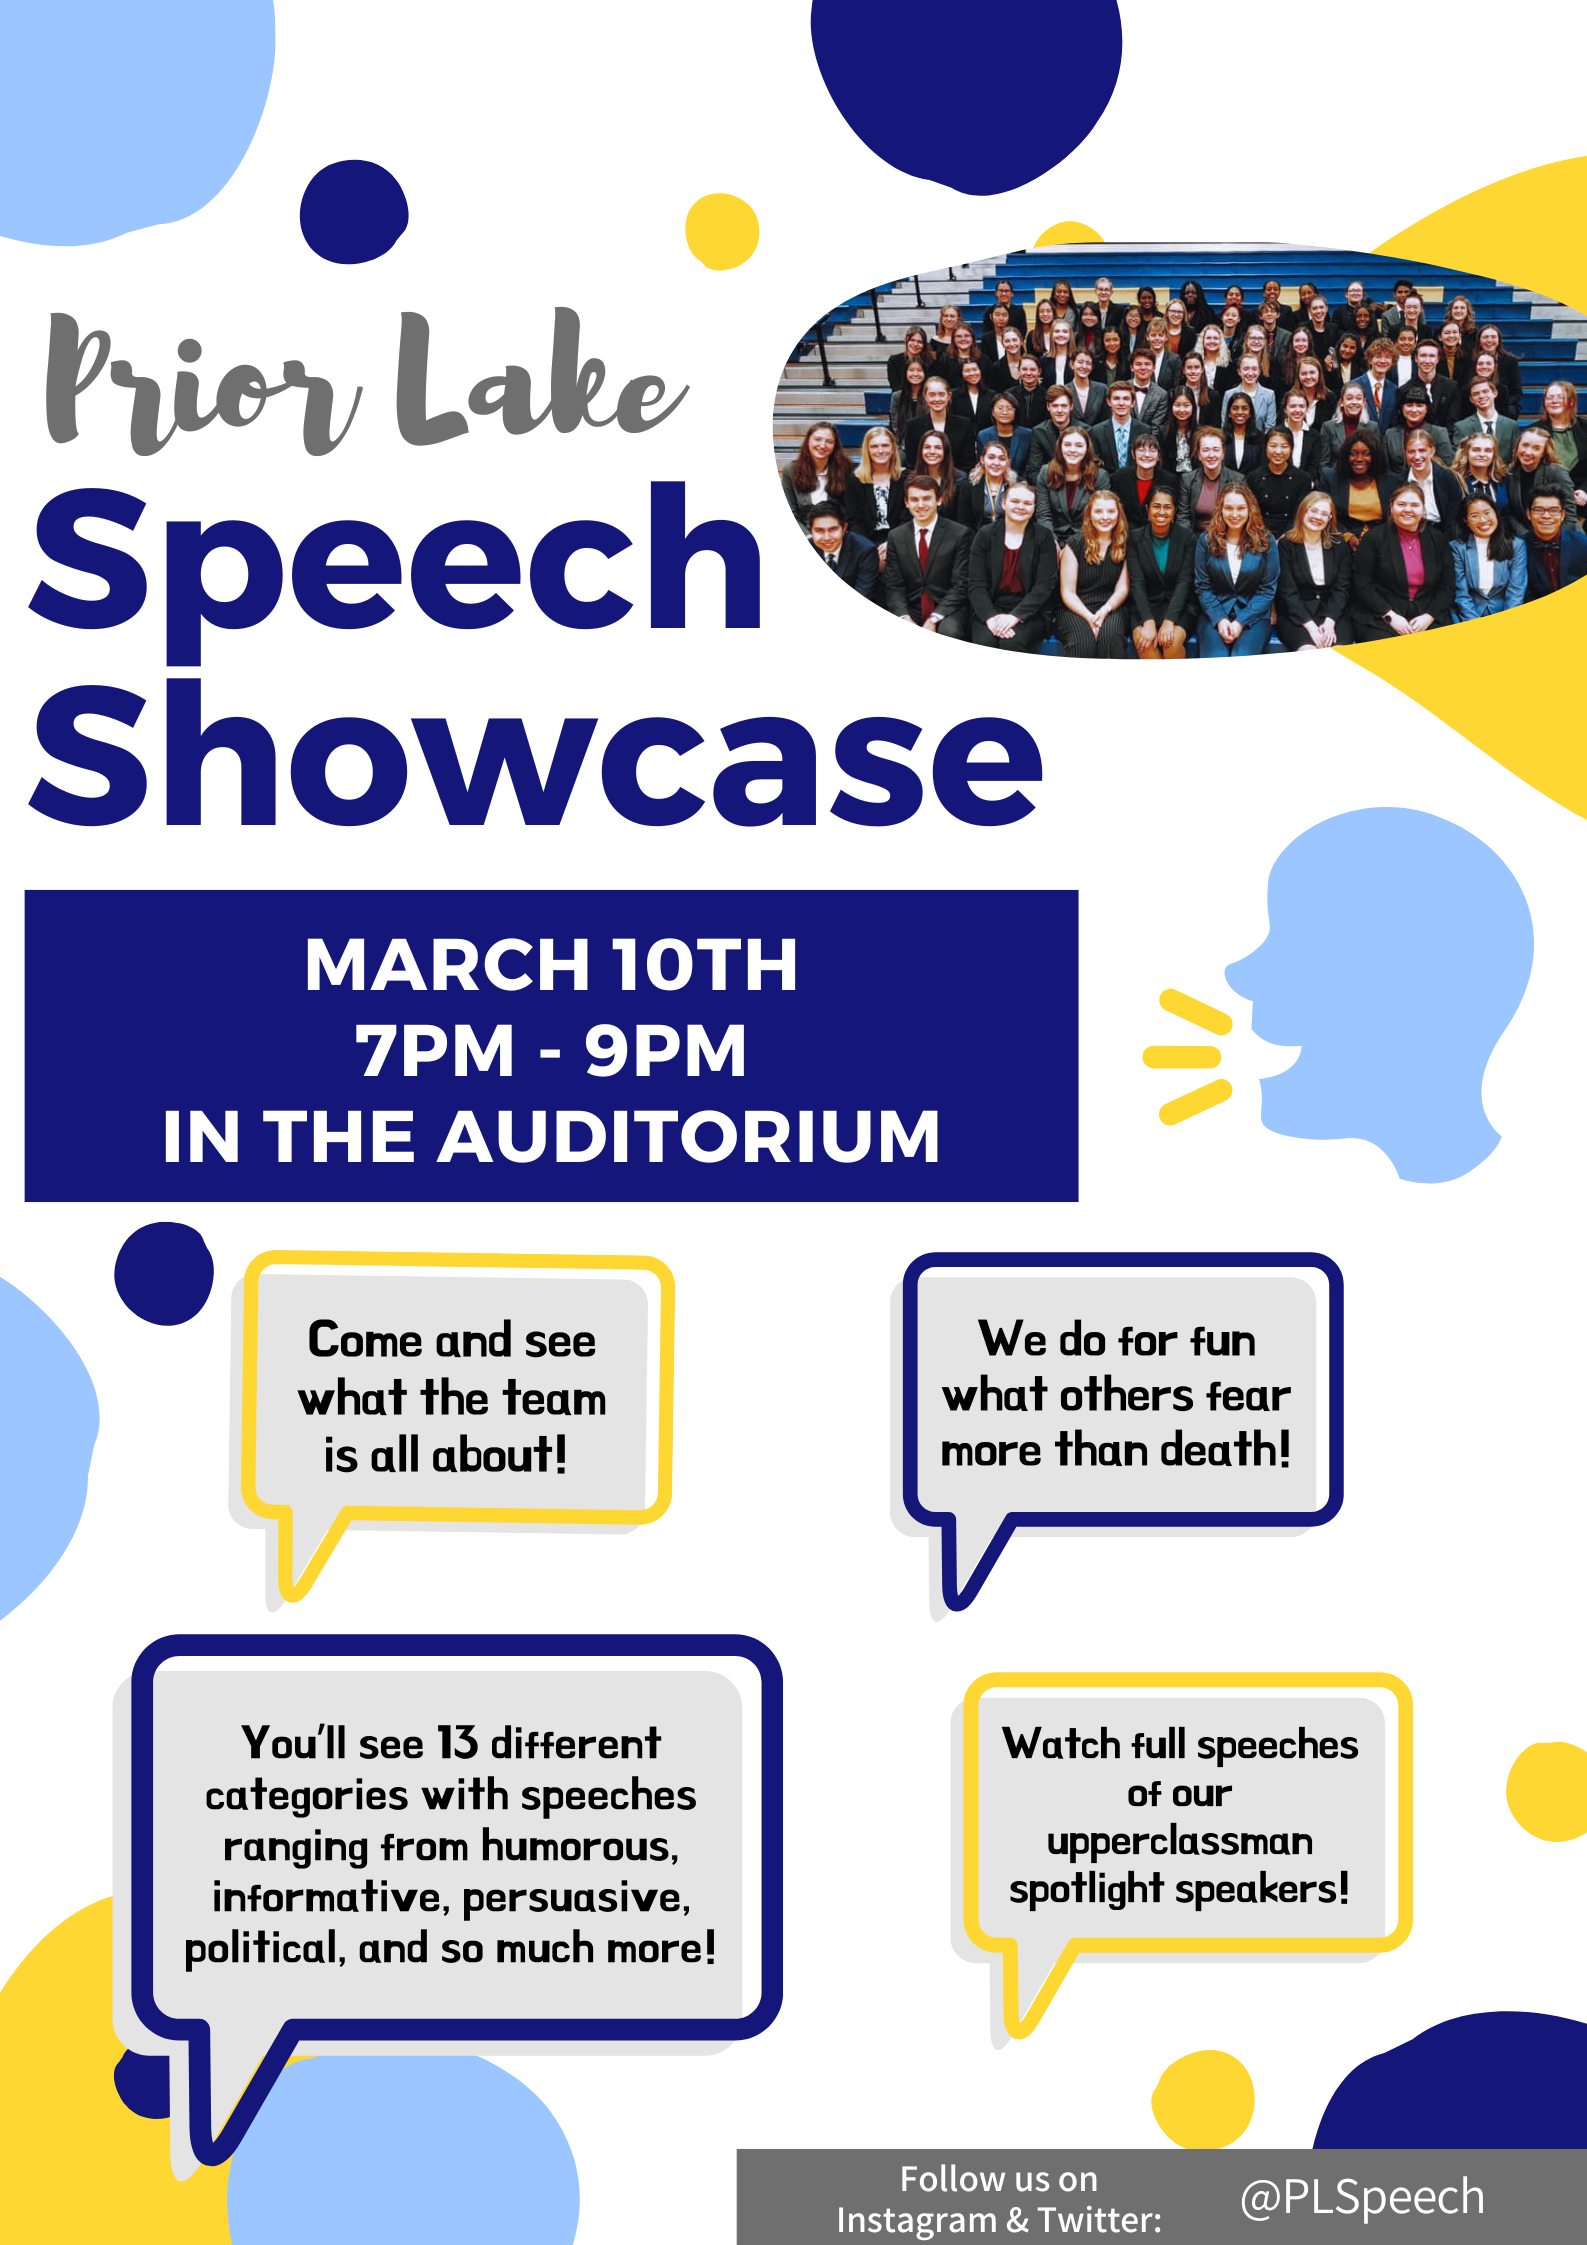 Prior Lake
Speech
Showcase
MARCH 10TH
7PM - 9PM
IN THE AUDITORIUM
Come and see
what the team
is all about!
We do for fun
what others fear
more than death!
You'll see 13 different
categories with speeches
ranging from humorous,
informative, persuasive,
political, and so much more!
Watch full speeches
of our
upperclassman
spotlight speakers!
Follow us on
Instagram & Twitter:
@PLSpeech